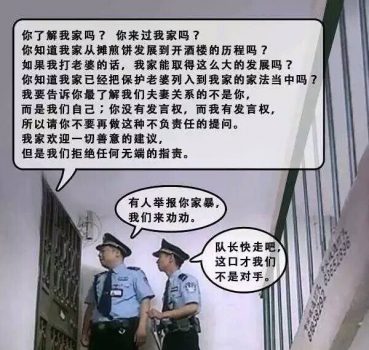 你了解我家吗？ 你来过我家吗？
你知道我家从摊煎饼发展到开酒楼的历程吗？
如果我打老婆的话，我家能取得这么大的发展吗？
你知道我家已经把保护老婆列入到我家的家法当中吗？
我要告诉你最了解我们夫妻关系的不是你，
而是我们自己；你没有发言权，而我有发言权，
所以请你不要再做这种不负责任的提问。
我家欢迎一切善意的建议，
但是我们拒绝任何无端的指责。
有人举报你家暴，
我们来劝劝。
队长快走吧，
这口才我们
不是对手。